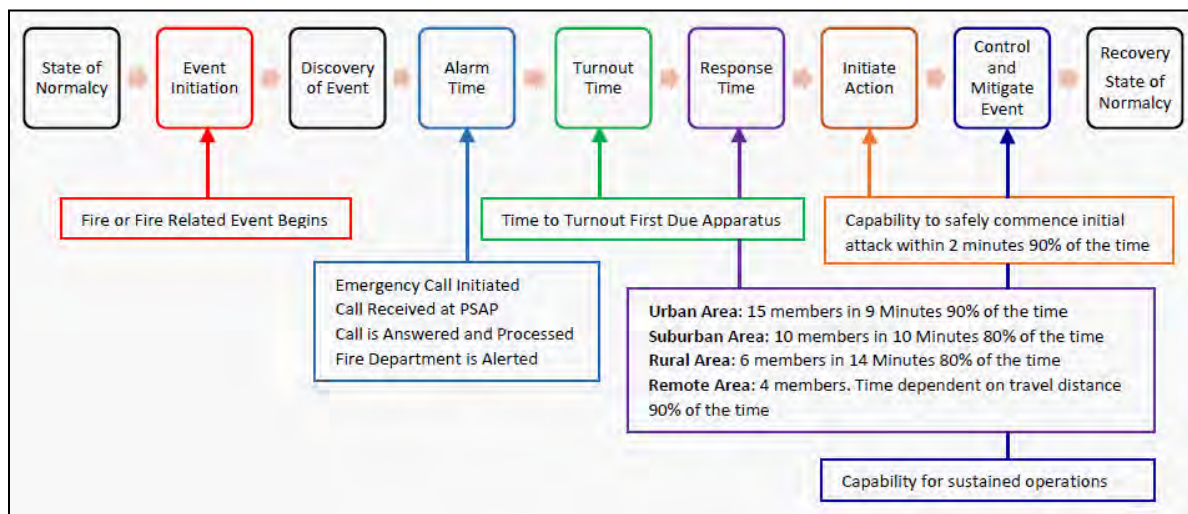 State of
Normalcy
Event
Initiation
Discovery
of Event
Alarm
Time
Turnout
Time
Response
Time
Initiate
Action
Control
and
Mitigate
Event
Recovery
State of
Normalcy
Fire or Fire Related Event Begins
Time to Turnout First Due Apparatus
Capability to safely commence initial
attack within 2 minutes 90% of the time
Emergency Call Initiated
Call Received at PSAP
Call is Answered and Processed
Fire Department is Alerted
Urban Area: 15 members in 9 Minutes 90% of the time
Suburban Area: 10 members in 10 Minutes 80% of the time
Rural Area: 6 members in 14 Minutes 80% of the time
Remote Area: 4 members. Time dependent on travel distance
90% of the time
Capability for sustained operations